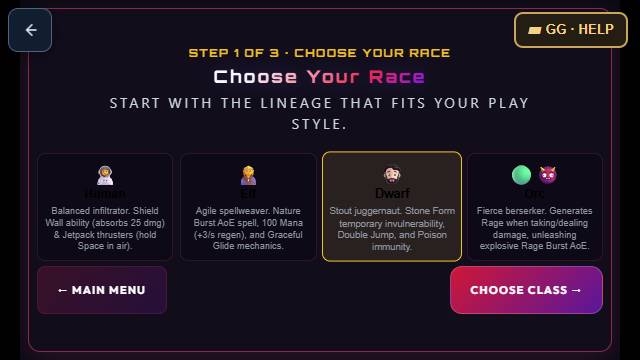 GG · HELP
STEP 1 OF 3 · CHOOSE YOUR RACE
Choose Your Race
START WITH THE LINEAGE THAT FITS YOUR PLAY
STYLE.
Human
Balanced infiltrator. Shield
Wall ability (absorbs 25 dmg)
& Jetpack thrusters (hold
Space in air).
Elf
Agile spellweaver. Nature
Burst AoE spell, 100 Mana
(+3/s regen), and Graceful
Glide mechanics.
Dwarf
Stout juggernaut. Stone Form
temporary invulnerability,
Double Jump, and Poison
immunity.
Orc
Fierce berserker. Generates
Rage when taking/dealing
damage, unleashing
explosive Rage Burst AoE.
← MAIN MENU
CHOOSE CLASS →